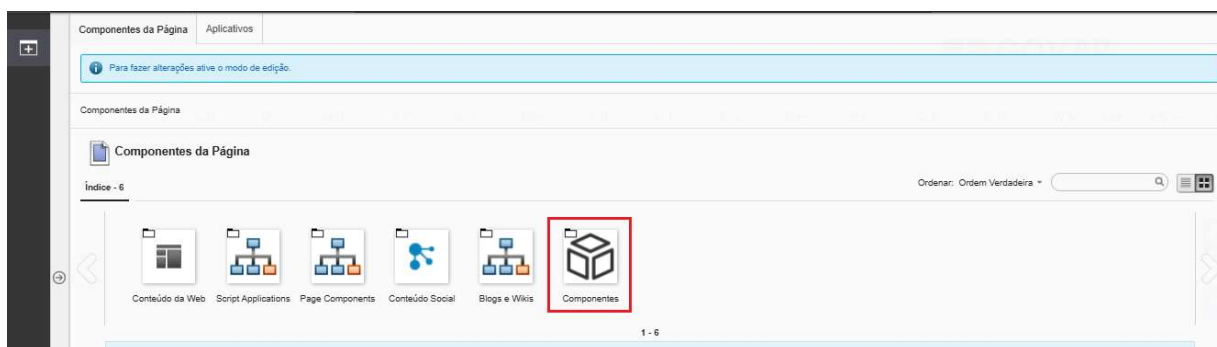 Componentes da Página Aplicativos
Para fazer alterações ative o modo de edição.
Componentes da Página
Componentes da Página
Índice - 6
Ordenar: Ordem Verdadeira
Conteúdo da Web Script Applications Page Components Conteúdo Social Blogs e Wikis Componentes
1 - 6